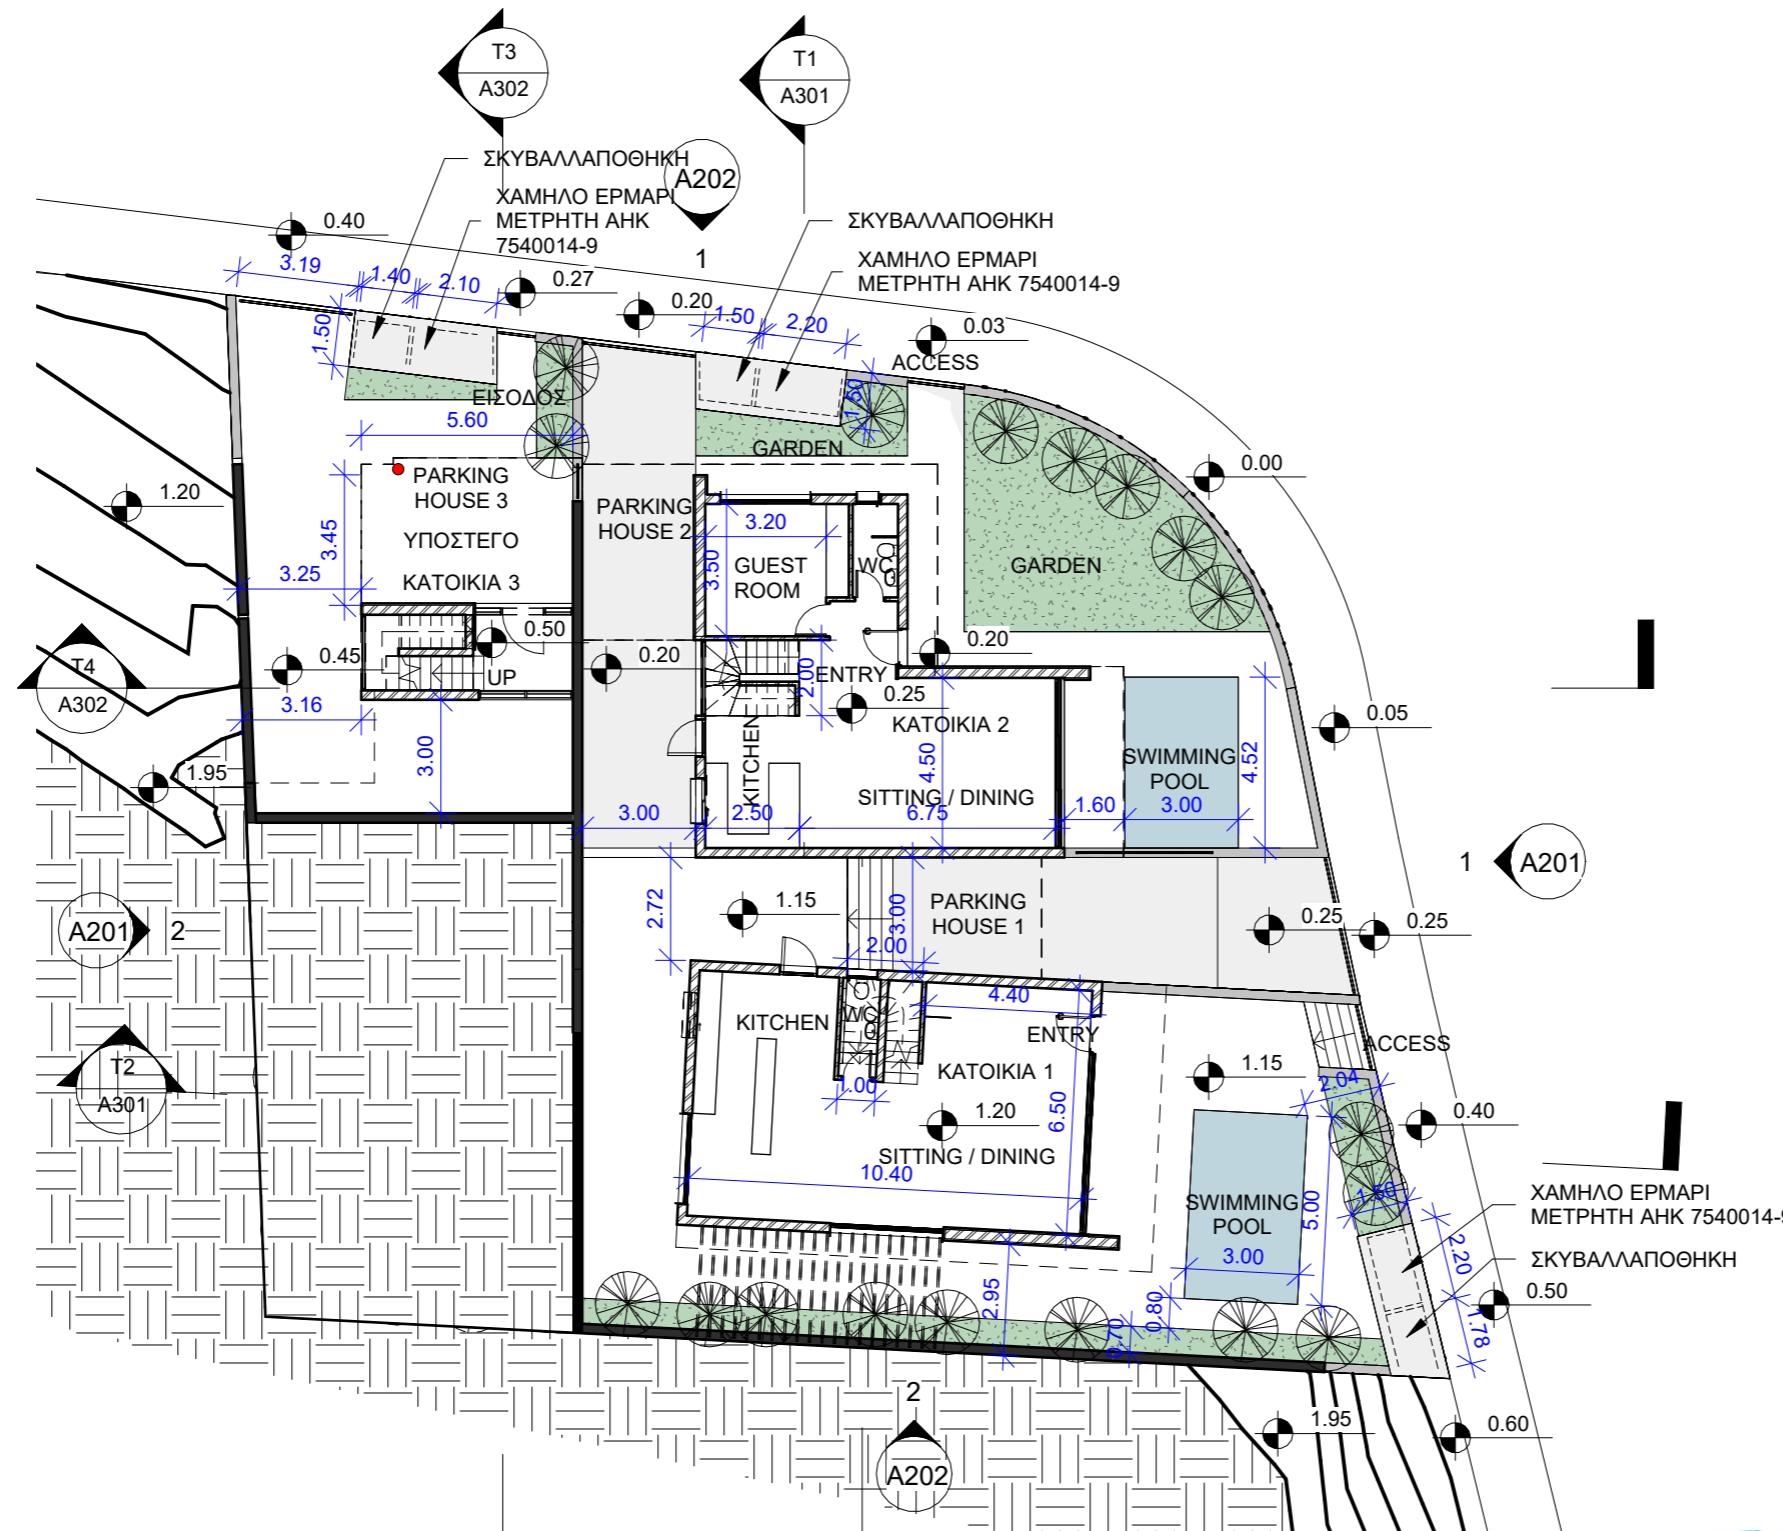 T3
A302
T1
A301
ΣΚΥΒΑΛΛΑΠΟΘΗΚΗ
ΧΑΜΗΛΟ ΕΡΜΑΡΙ
ΜΕΤΡΗΤΗ ΑΗΚ
7540014-9
A202
1
ΣΚΥΒΑΛΛΑΠΟΘΗΚΗ
ΧΑΜΗΛΟ ΕΡΜΑΡΙ
ΜΕΤΡΗΤΗ ΑΗΚ 7540014-9
0.40
3.19
1.40
2.10
0.27
0.20
1.50
2.20
0.03
ACCESS
1.50
1.50
ΕΙΣΟΔΟΣ
5.60
GARDEN
0.00
1.20
PARKING
HOUSE 3
ΥΠΟΣΤΕΓΟ
ΚΑΤΟΙΚΙΑ 3
3.45
3.25
PARKING
HOUSE 2
3.20
3.50
GUEST
ROOM
WC
GARDEN
0.50
0.45
UP
0.20
0.20
ENTRY
2.00
0.25
T4
A302
3.16
3.00
1.95
KITCHEN
ΚΑΤΟΙΚΙΑ 2
4.50
SITTING / DINING
SWIMMING
POOL
4.52
0.05
3.00
2.50
6.75
1.60
3.00
1
A201
2.72
1.15
3.00
2.00
PARKING
HOUSE 1
0.25
0.25
A201
2
KITCHEN
WC
4.40
ENTRY
ACCESS
ΚΑΤΟΙΚΙΑ 1
1.15
2.04
T2
A301
1.00
1.20
6.50
0.40
SITTING / DINING
10.40
SWIMMING
POOL
5.00
1.50
3.00
ΧΑΜΗΛΟ ΕΡΜΑΡΙ
ΜΕΤΡΗΤΗ ΑΗΚ 7540014-9
2.20
ΣΚΥΒΑΛΛΑΠΟΘΗΚΗ
0.50
2.95
0.80
0.70
1.78
2
A202
1.95
0.60